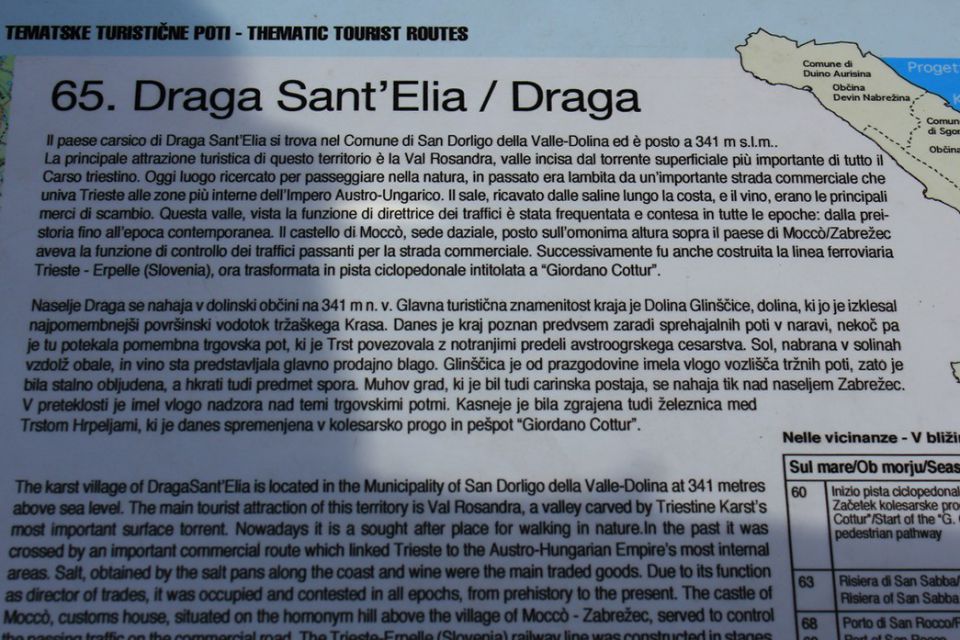 TEMATSKE TURISTIČNE POTI - THEMATIC TOURIST ROUTES
65. Draga Sant'Elia / Draga
Il paese carsico di Draga Sant'Elia si trova nel Comune di San Dorligo della Valle-Dolina ed è posto a 341 m s.l.m..
La principale attrazione turistica di questo territorio è la Val Rosandra, valle incisa dal torrente superficiale più importante di tutto il
Carso triestino. Oggi luogo ricercato per passeggiare nella natura, in passato era lambita da un'importante strada commerciale che
univa Trieste alle zone più interne dell'Impero Austro-Ungarico. Il sale, ricavato dalle saline lungo la costa, e il vino, erano le principali
merci di scambio. Questa valle, vista la funzione di direttrice dei traffici è stata frequentata e contesa in tutte le epoche: dalla prei-
storia fino all'epoca contemporanea. Il castello di Moccò, sede daziale, posto sull'omonima altura sopra il paese di Moccò/Zabrežec
aveva la funzione di controllo dei traffici passanti per la strada commerciale. Successivamente fu anche costruita la linea ferroviaria
Trieste - Erpelle (Slovenia), ora trasformata in pista ciclopedonale intitolata a "Giordano Cottur".
Naselje Draga se nahaja v dolinski občini na 341 m n. v. Glavna turistična znamenitost kraja je Dolina Glinščice, dolina, ki jo je izklesal
najpomembnejši površinski vodotok tržaškega Krasa. Danes je kraj poznan predvsem zaradi sprehajalnih poti v naravi, nekoč pa
je tu potekala pomembna trgovska pot, ki je Trst povezovala z notranjimi predeli avstroogrskega cesarstva. Sol, nabrana v solinah
vzdolž obale, in vino sta predstavljala glavno prodajno blago. Glinščica je od prazgodovine imela vlogo vozlišča tržnih poti, zato je
bila stalno obljudena, a hkrati tudi predmet spora. Muhov grad, ki je bil tudi carinska postaja, se nahaja tik nad naseljem Zabrežec.
V preteklosti je imel vlogo nadzora nad temi trgovskimi potmi. Kasneje je bila zgrajena tudi železnica med
Trstom Hrpeljami, ki je danes spremenjena v kolesarsko progo in pešpot "Giordano Cottur".
The karst village of DragaSant'Elia is located in the Municipality of San Dorligo della Valle-Dolina at 341 metres
above sea level. The main tourist attraction of this territory is Val Rosandra, a valley carved by Triestine Karst's
most important surface torrent. Nowadays it is a sought after place for walking in nature.In the past it was
crossed by an important commercial route which linked Trieste to the Austro-Hungarian Empire's most internal
areas. Salt, obtained by the salt pans along the coast and wine were the main traded goods. Due to its function
as director of trades, it was occupied and contested in all epochs, from prehistory to the present. The castle of
Moccò, customs house, situated on the homonym hill above the village of Moccò - Zabrežec, served to control
the passing traffic on the commercial road. The Trieste-Erpelle (Slovenia) railway line was constructed in stages
Comune di
Duino Aurisina
Občina
Devin Nabrežina
Proget
Comun
di Sgo
Občina
Nelle vicinanze - V bliži
Sul mare/Ob morju/Seas
60
Inizio pista ciclopedonal
Začetek kolesarske pro
Cottur"/Start of the "G.
pedestrian pathway
63
Risiera di San Sabba/
Risiera of San Sabba
68
Porto di San Rocco/